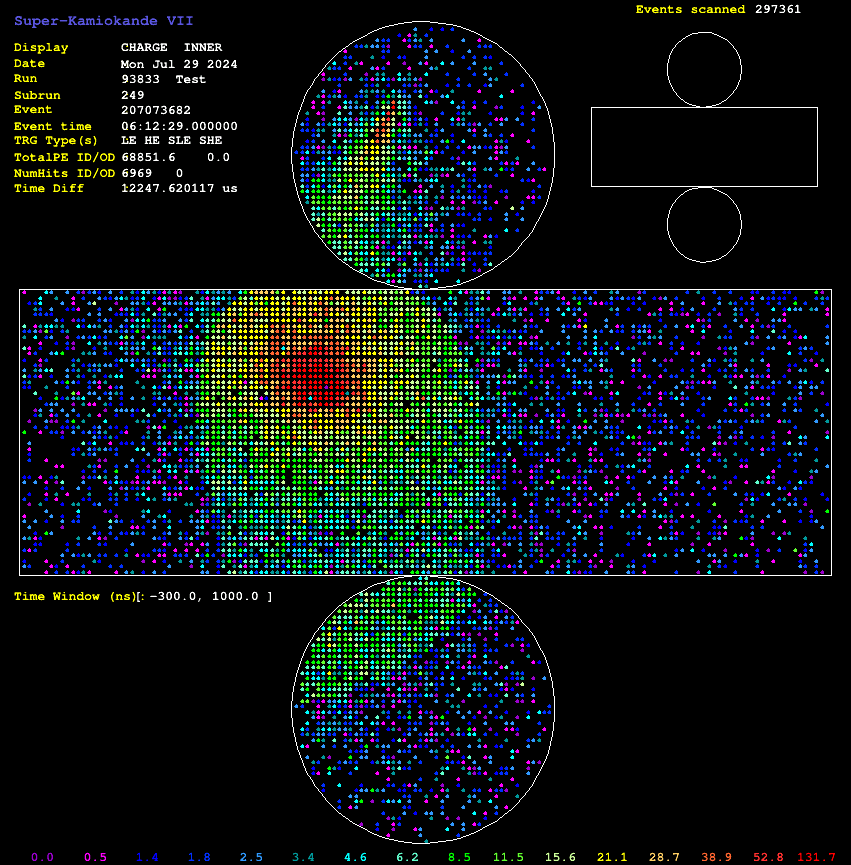 Super-Kamiokande VII
Events scanned 297361
Display CHARGE INNER
Date Mon Jul 29 2024
Run 93833 Test
Subrun 249
Event 207073682
Event time 06:12:29.000000
TRG Type(s) LE HE SLE SHE
TotalPE ID/OD 68851.6 0.0
NumHits ID/OD 6969 0
Time Diff 12247.620117 us
Time Window (ns)[: −300.0, 1000.0 ]
0.0 0.5 1.4 1.8 2.5 3.4 4.6 6.2 8.5 11.5 15.6 21.1 28.7 38.9 52.8 131.7